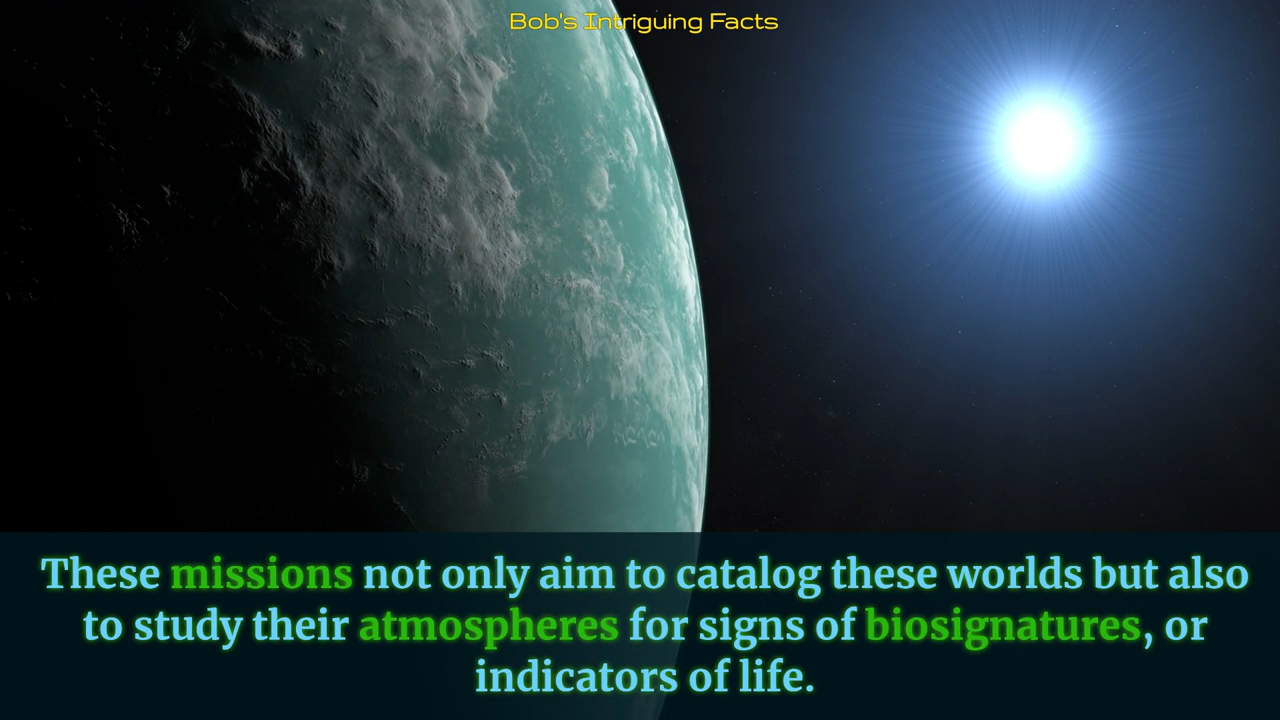 Bob's Intriguing Facts
These missions not only aim to catalog these worlds but also
to study their atmospheres for signs of biosignatures, or
indicators of life.